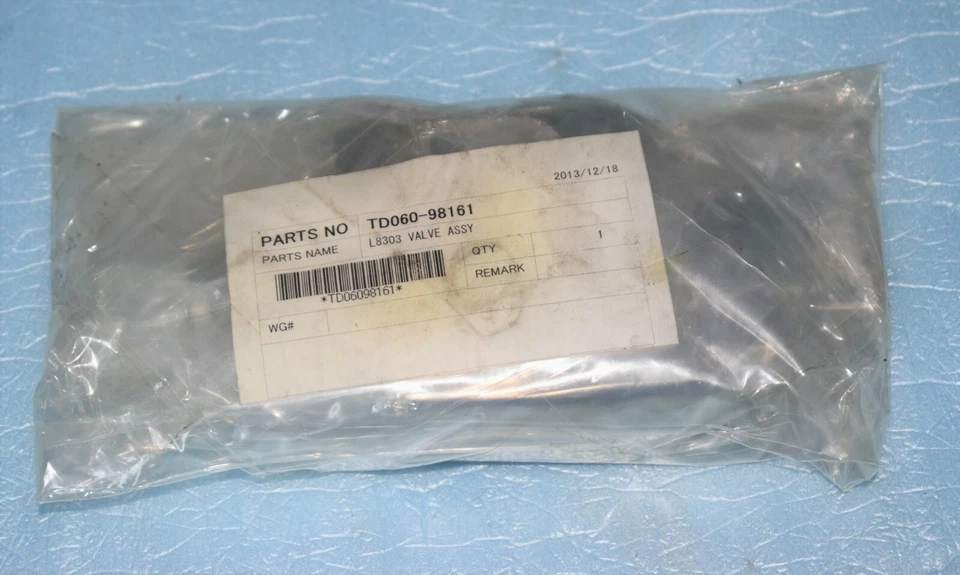 2013/12/18
PARTS NO TD060-98161
PARTS NAME L8303 VALVE ASSY
QTY 1
*TD06098161*
REMARK
WG#